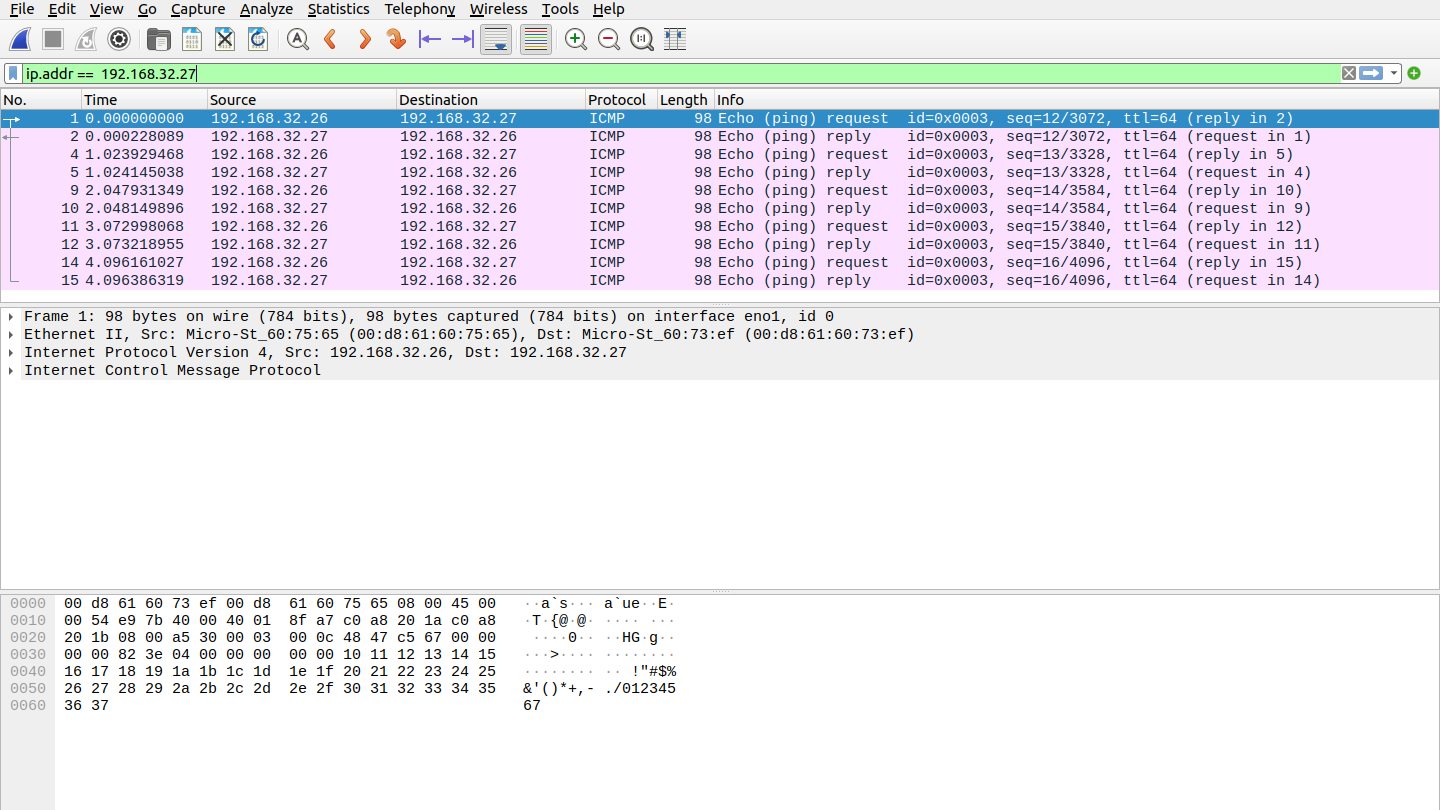 File Edit View Go Capture Analyze Statistics Telephony Wireless Tools Help
ip.addr == 192.168.32.27
No. Time Source Destination Protocol Length Info
1 0.000000000 192.168.32.26 192.168.32.27 ICMP 98 Echo (ping) request id=0x0003, seq=12/3072, ttl=64 (reply in 2)
2 0.000228089 192.168.32.27 192.168.32.26 ICMP 98 Echo (ping) reply id=0x0003, seq=12/3072, ttl=64 (request in 1)
4 1.023929468 192.168.32.26 192.168.32.27 ICMP 98 Echo (ping) request id=0x0003, seq=13/3328, ttl=64 (reply in 5)
5 1.024145038 192.168.32.27 192.168.32.26 ICMP 98 Echo (ping) reply id=0x0003, seq=13/3328, ttl=64 (request in 4)
9 2.047931349 192.168.32.26 192.168.32.27 ICMP 98 Echo (ping) request id=0x0003, seq=14/3584, ttl=64 (reply in 10)
10 2.048149896 192.168.32.27 192.168.32.26 ICMP 98 Echo (ping) reply id=0x0003, seq=14/3584, ttl=64 (request in 9)
11 3.072998068 192.168.32.26 192.168.32.27 ICMP 98 Echo (ping) request id=0x0003, seq=15/3840, ttl=64 (reply in 12)
12 3.073218955 192.168.32.27 192.168.32.26 ICMP 98 Echo (ping) reply id=0x0003, seq=15/3840, ttl=64 (request in 11)
14 4.096161027 192.168.32.26 192.168.32.27 ICMP 98 Echo (ping) request id=0x0003, seq=16/4096, ttl=64 (reply in 15)
15 4.096386319 192.168.32.27 192.168.32.26 ICMP 98 Echo (ping) reply id=0x0003, seq=16/4096, ttl=64 (request in 14)
Frame 1: 98 bytes on wire (784 bits), 98 bytes captured (784 bits) on interface eno1, id 0
Ethernet II, Src: Micro-St_60:75:65 (00:d8:61:60:75:65), Dst: Micro-St_60:73:ef (00:d8:61:60:73:ef)
Internet Protocol Version 4, Src: 192.168.32.26, Dst: 192.168.32.27
Internet Control Message Protocol
0000 00 d8 61 60 73 ef 00 d8 61 60 75 65 08 00 45 00 ··a`s··· a`ue··E·
0010 00 54 e9 7b 40 00 40 01 8f a7 c0 a8 20 1a c0 a8 ·T·{@·@· ···· ···
0020 20 1b 08 00 a5 30 00 03 00 0c 48 47 c5 67 00 00 ····0·· ··HG·g··
0030 00 00 82 3e 04 00 00 00 00 00 10 11 12 13 14 15 ···>···· ········
0040 16 17 18 19 1a 1b 1c 1d 1e 1f 20 21 22 23 24 25 ········ ·· !"#$%
0050 26 27 28 29 2a 2b 2c 2d 2e 2f 30 31 32 33 34 35 &'()*+,- ./012345
0060 36 37 67